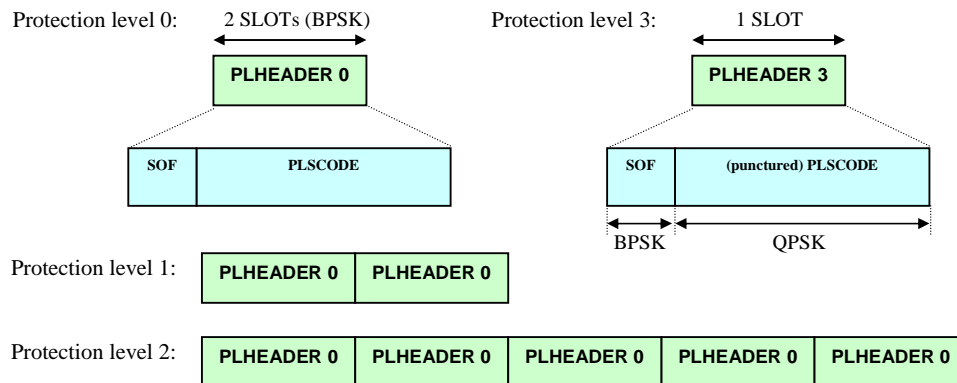 Protection level 0:
2 SLOTs (BPSK)
PLHEADER 0
SOF
PLSCODE
Protection level 3:
1 SLOT
PLHEADER 3
SOF
(punctured) PLSCODE
BPSK
QPSK
Protection level 1:
PLHEADER 0 PLHEADER 0
Protection level 2:
PLHEADER 0 PLHEADER 0 PLHEADER 0 PLHEADER 0 PLHEADER 0